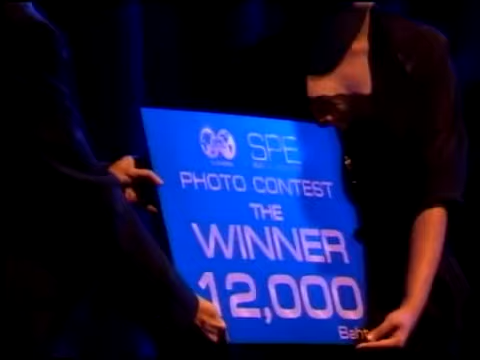 SPE
PHOTO CONTEST
THE
WINNER
12,000
Baht